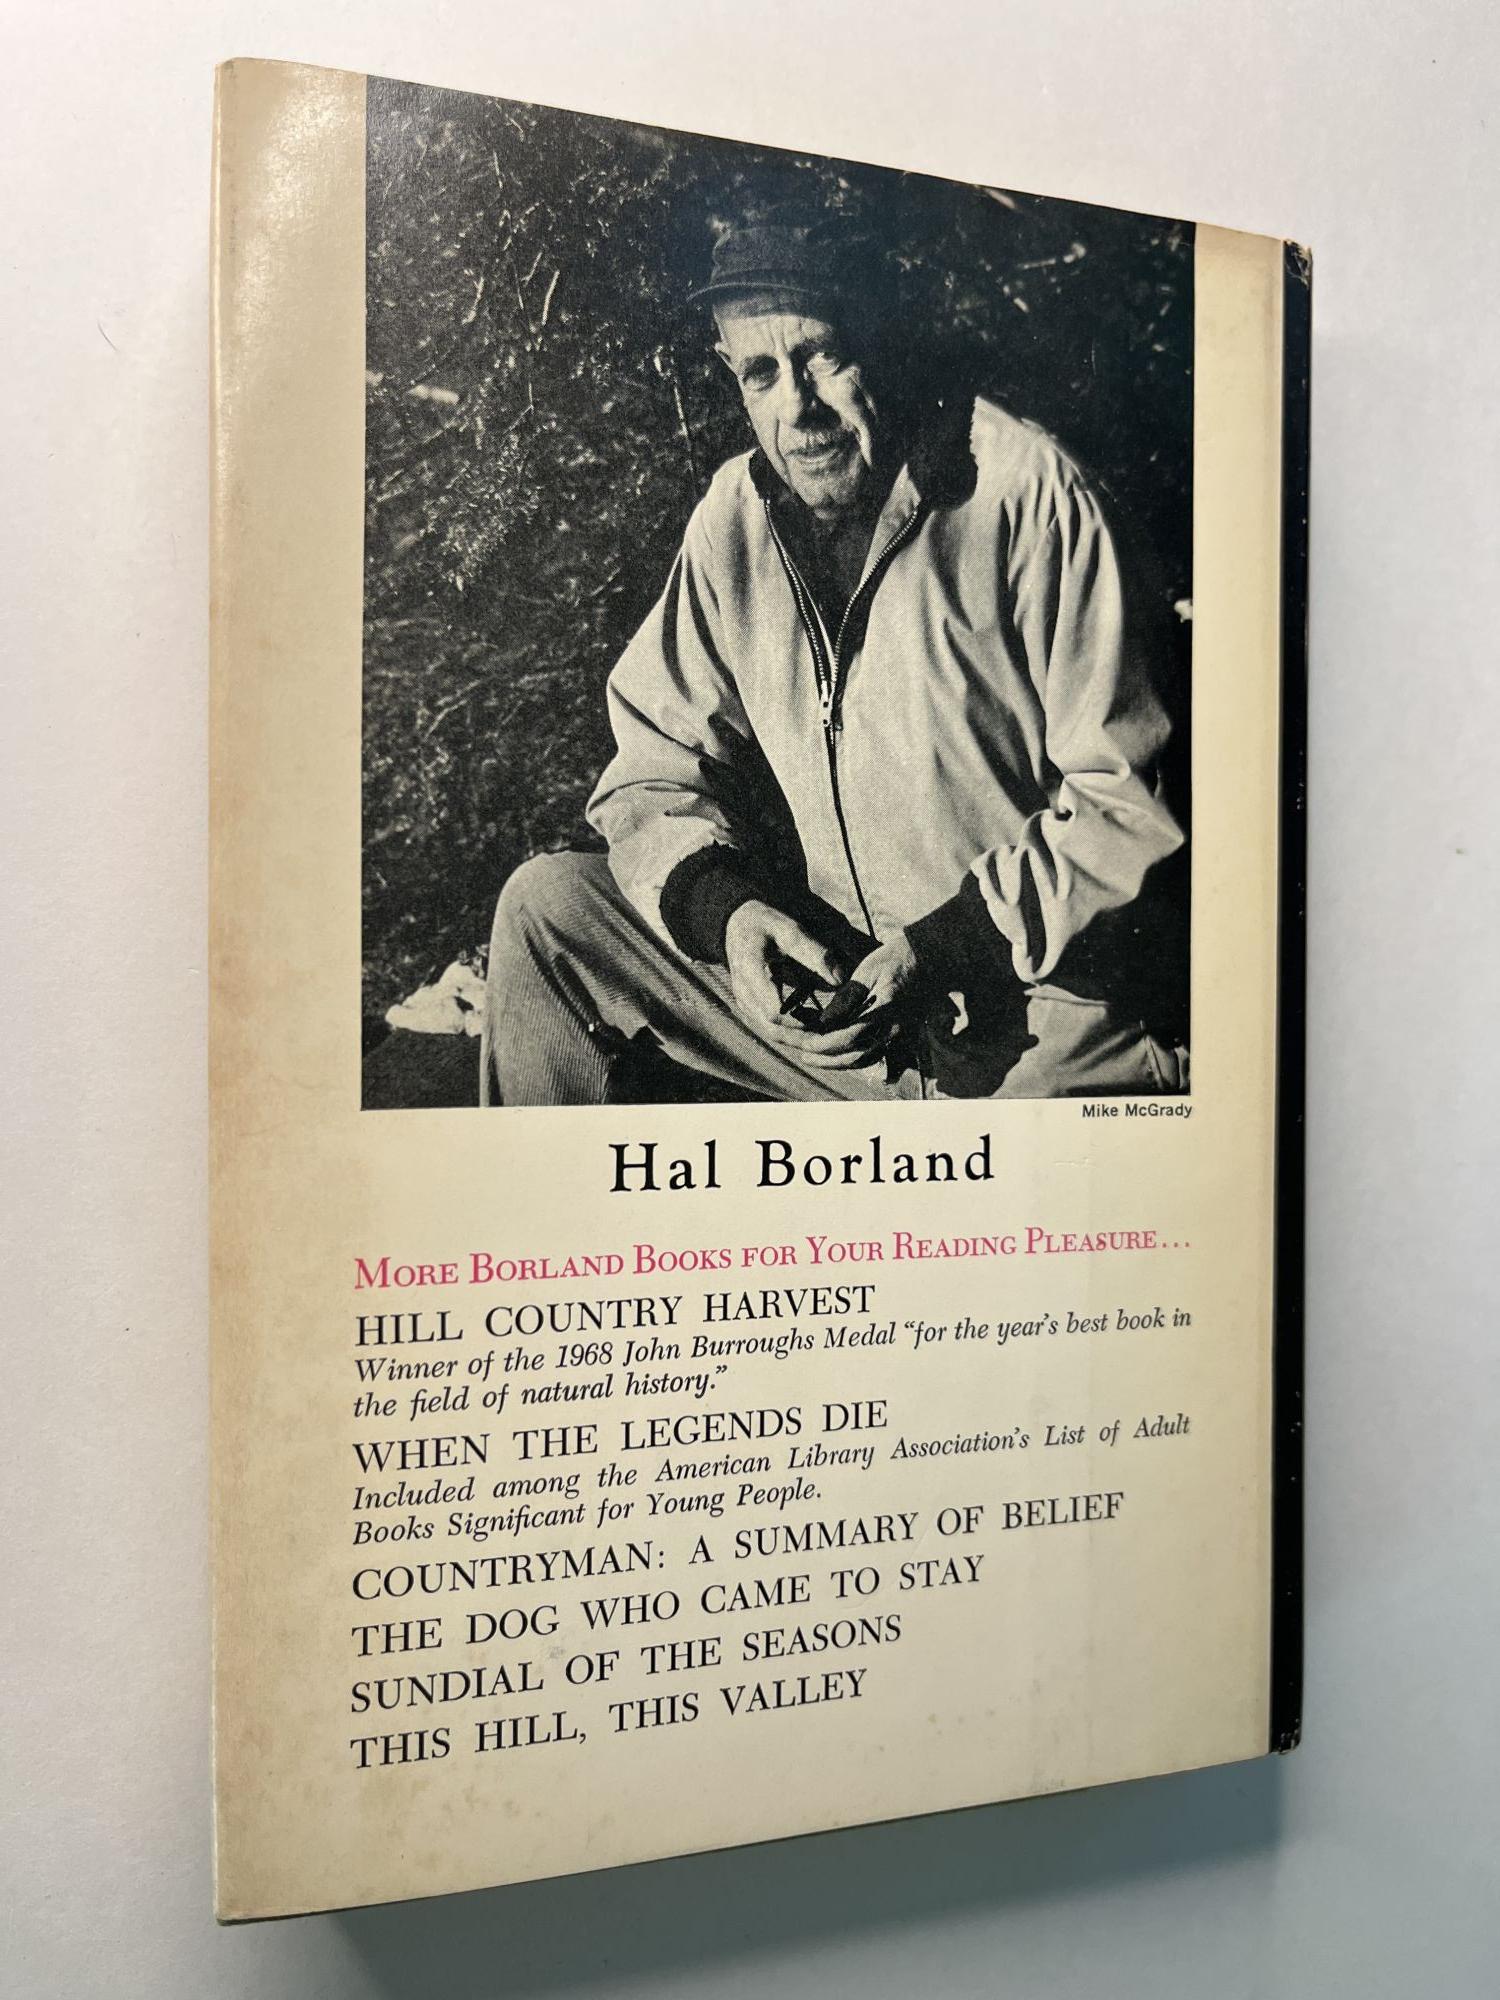 Mike McGrady
Hal Borland
MORE BORLAND BOOKS FOR YOUR READING PLEASURE...
HILL COUNTRY HARVEST
Winner of the 1968 John Burroughs Medal “for the year’s best book in
the field of natural history.”
WHEN THE LEGENDS DIE
Included among the American Library Association’s List of Adult
Books Significant for Young People.
COUNTRYMAN: A SUMMARY OF BELIEF
THE DOG WHO CAME TO STAY
SUNDIAL OF THE SEASONS
THIS HILL, THIS VALLEY